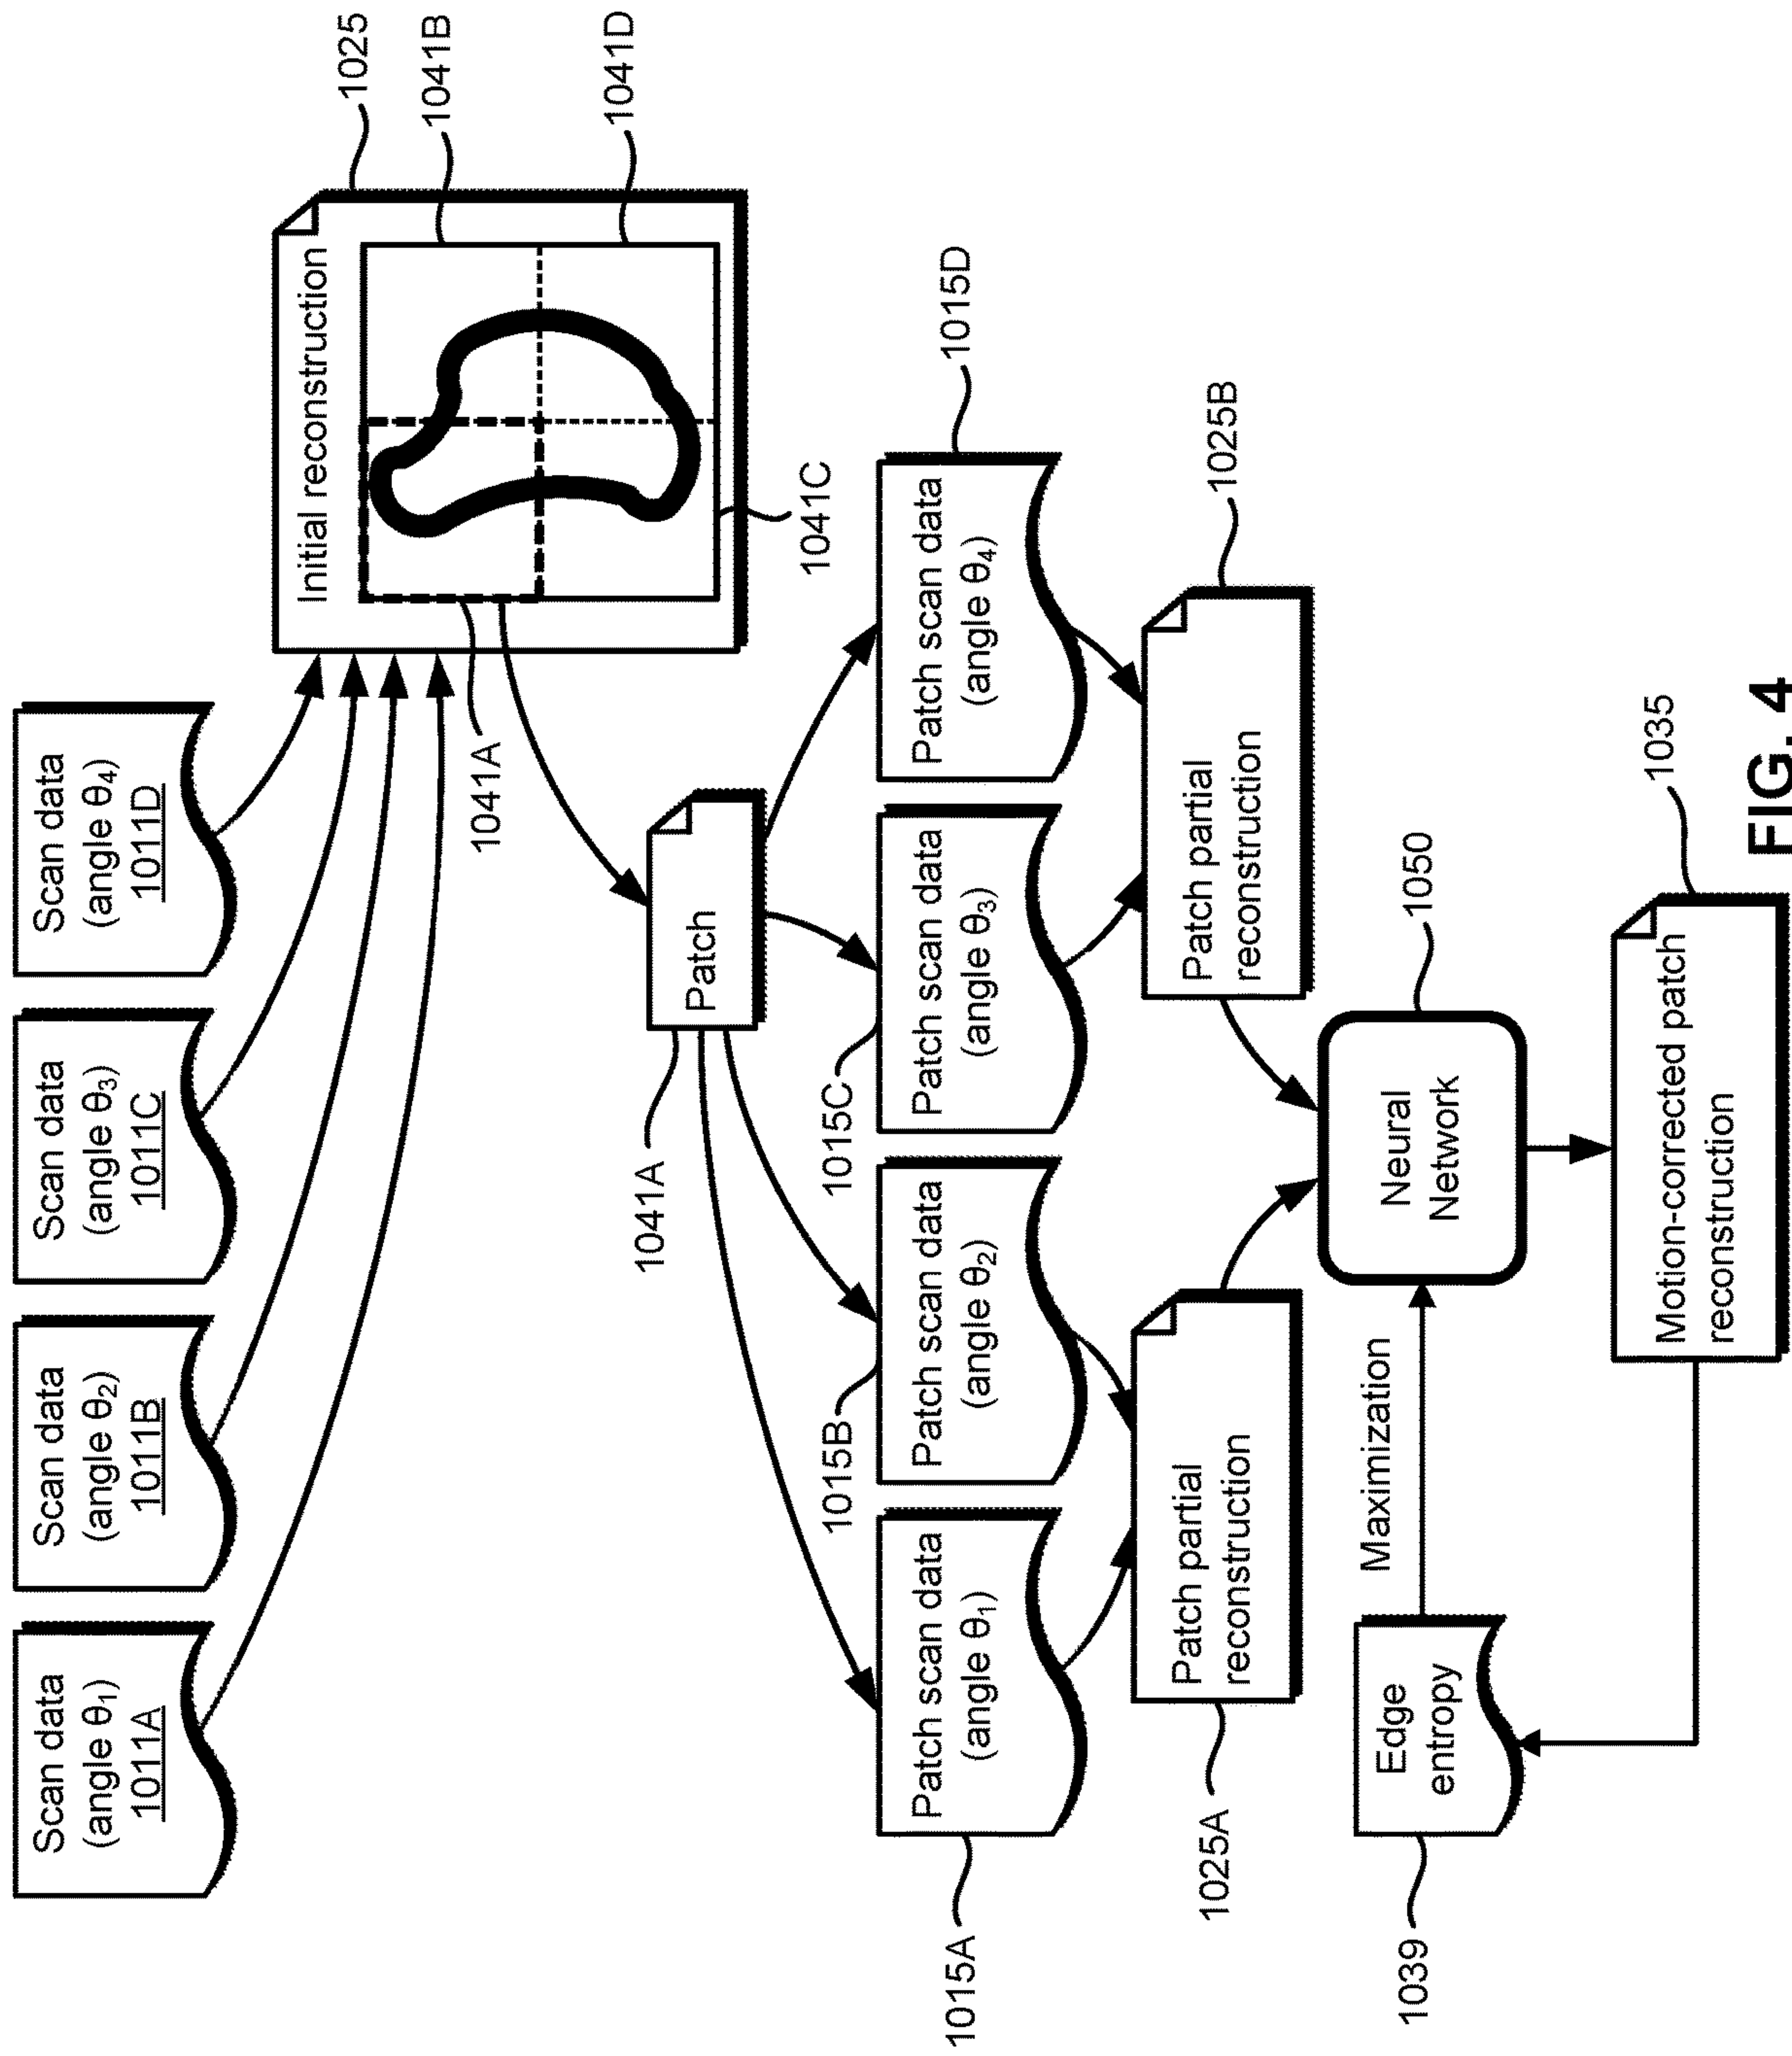 Scan data
(angle θ₁)
1011A
Scan data
(angle θ₂)
1011B
Scan data
(angle θ₃)
1011C
Scan data
(angle θ₄)
1011D
Initial reconstruction
1025
1041B
1041D
1041A
1041C
Patch
1041A
Patch scan data
(angle θ₁)
1015A
Patch scan data
(angle θ₂)
1015B
Patch scan data
(angle θ₃)
1015C
Patch scan data
(angle θ₄)
1015D
Patch partial
reconstruction
1025A
Patch partial
reconstruction
1025B
Edge
entropy
1039
Maximization
Neural
Network
1050
Motion-corrected patch
reconstruction
1035
FIG. 4